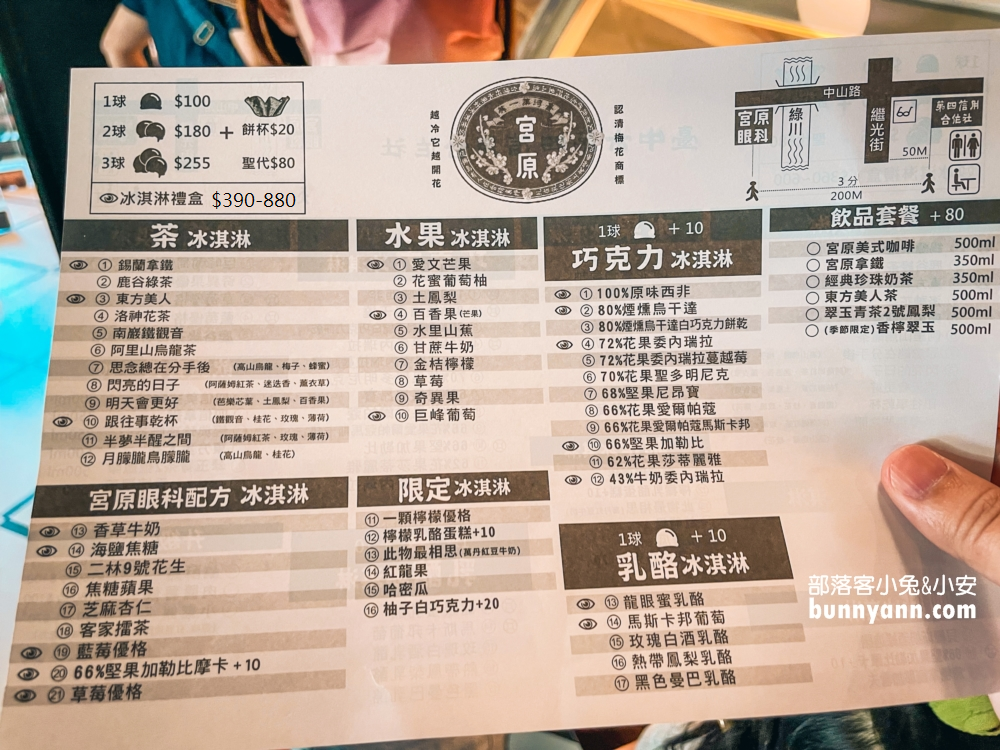 1球 $100
2球 $180 + 餅杯$20
3球 $255 聖代$80
冰淇淋禮盒 $390-880
越冷它越開花
宮原
認清梅花商標
中山路
宮原眼科
綠川
繼光街
第四信用合作社
50M
3分
200M
茶 冰淇淋
① 錫蘭拿鐵
② 鹿谷綠茶
③ 東方美人
④ 洛神花茶
⑤ 南巖鐵觀音
⑥ 阿里山烏龍茶
⑦ 思念總在分手後 (高山烏龍、梅子、蜂蜜)
⑧ 閃亮的日子 (阿薩姆紅茶、迷迭香、薰衣草)
⑨ 明天會更好 (芭樂芯葉、土鳳梨、百香果)
⑩ 跟往事乾杯 (鐵觀音、桂花、玫瑰、薄荷)
⑪ 半夢半醒之間 (阿薩姆紅茶、玫瑰、薄荷)
⑫ 月朦朧鳥朦朧 (高山烏龍、桂花)
宮原眼科配方 冰淇淋
⑬ 香草牛奶
⑭ 海鹽焦糖
⑮ 二林9號花生
⑯ 焦糖蘋果
⑰ 芝麻杏仁
⑱ 客家擂茶
⑲ 藍莓優格
⑳ 66%堅果加勒比摩卡+10
㉑ 草莓優格
水果 冰淇淋
① 愛文芒果
② 花蜜葡萄柚
③ 土鳳梨
④ 百香果(芒果)
⑤ 水里山蕉
⑥ 甘蔗牛奶
⑦ 金桔檸檬
⑧ 草莓
⑨ 奇異果
⑩ 巨峰葡萄
限定 冰淇淋
⑪ 一顆檸檬優格
⑫ 檸檬乳酪蛋糕+10
⑬ 此物最相思(萬丹紅豆牛奶)
⑭ 紅龍果
⑮ 哈密瓜
⑯ 柚子白巧克力+20
1球 +10
巧克力 冰淇淋
① 100%原味西非
② 80%煙燻烏干達
③ 80%煙燻烏干達白巧克力餅乾
④ 72%花果委內瑞拉
⑤ 72%花果委內瑞拉蔓越莓
⑥ 70%花果聖多明尼克
⑦ 68%堅果尼昂寶
⑧ 66%花果愛爾帕蔻
⑨ 66%花果愛爾帕蔻馬斯卡邦
⑩ 66%堅果加勒比
⑪ 62%花果莎蒂麗雅
⑫ 43%牛奶委內瑞拉
1球 +10
乳酪 冰淇淋
⑬ 龍眼蜜乳酪
⑭ 馬斯卡邦葡萄
⑮ 玫瑰白酒乳酪
⑯ 熱帶鳳梨乳酪
⑰ 黑色曼巴乳酪
飲品套餐 +80
○ 宮原美式咖啡 500ml
○ 宮原拿鐵 350ml
○ 經典珍珠奶茶 350ml
○ 東方美人茶 500ml
○ 翠玉青茶2號鳳梨 500ml
○ (季節限定)香檸翠玉 500ml
部落客小兔&小安
bunnyann.com